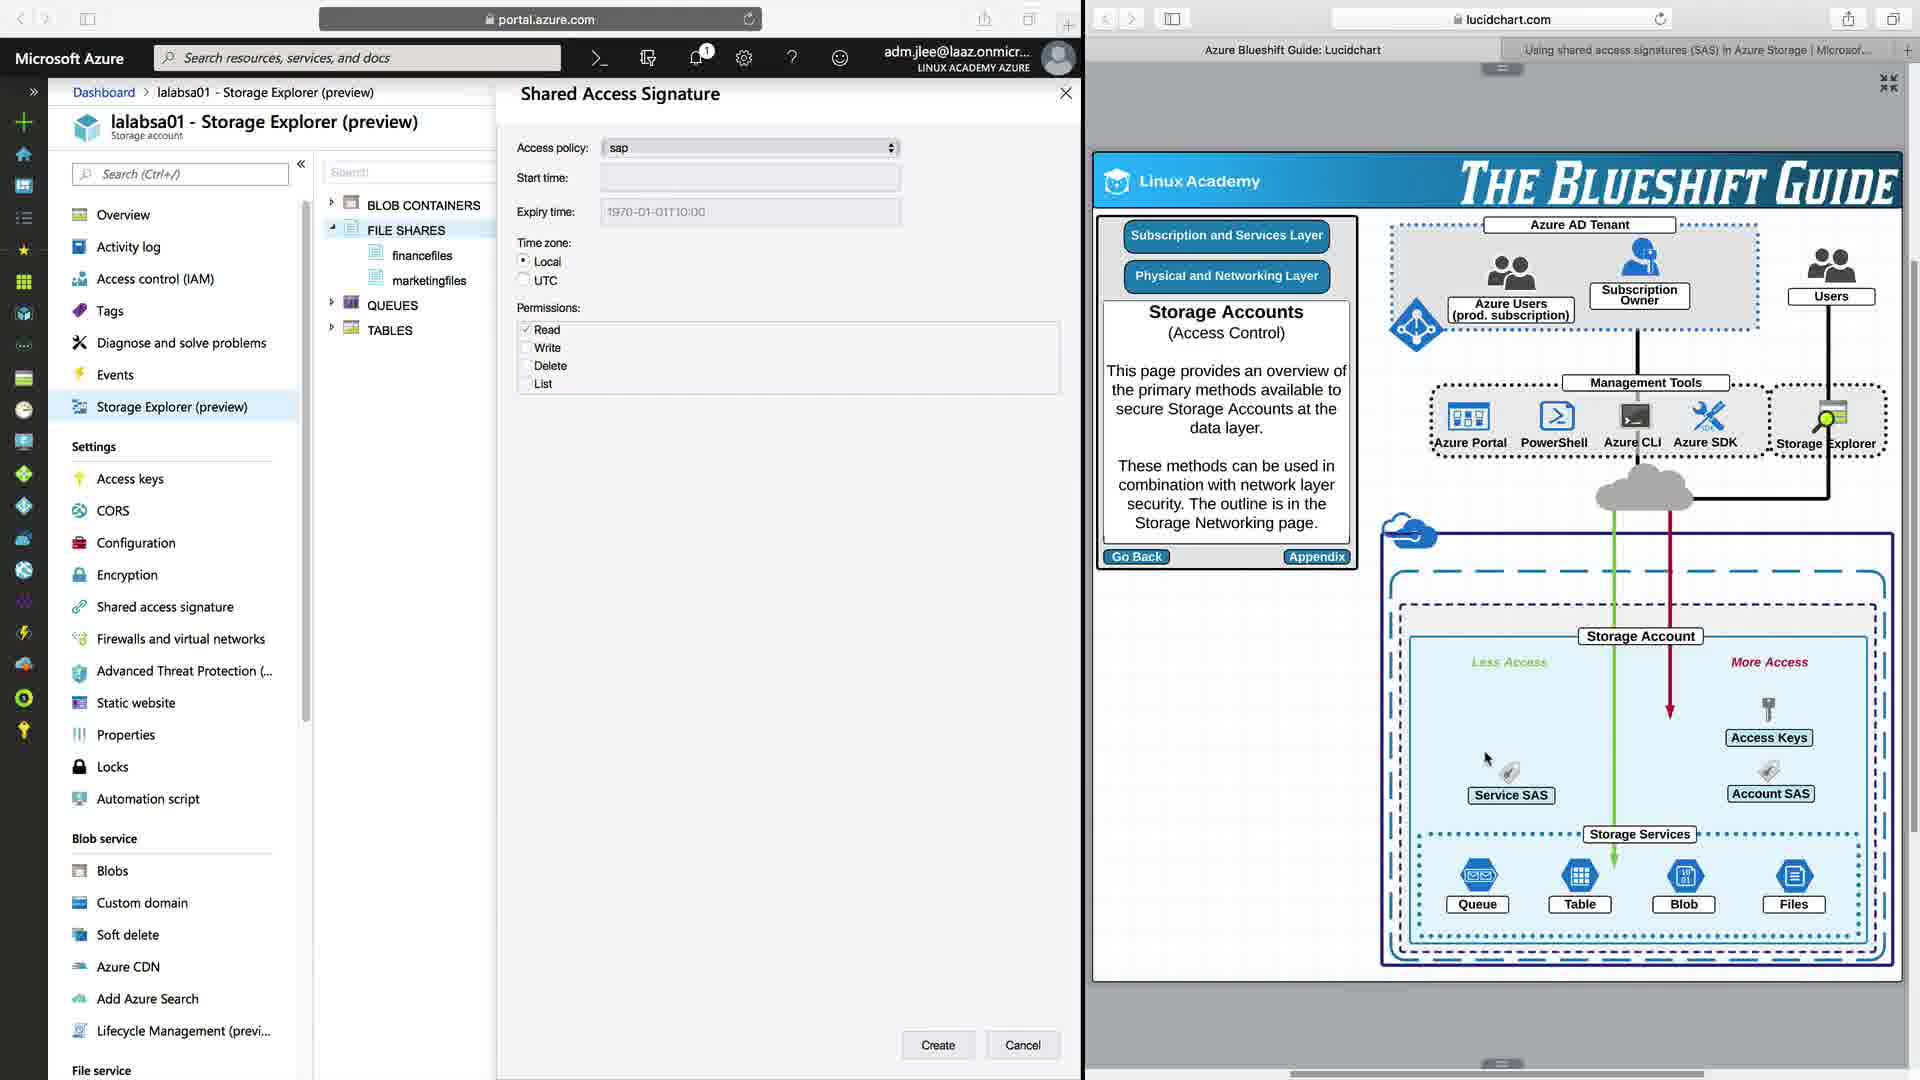 portal.azure.com
Microsoft Azure
Search resources, services, and docs
1
adm.jlee@laaz.onmicr...
LINUX ACADEMY AZURE
Dashboard > lalabsa01 - Storage Explorer (preview)
lalabsa01 - Storage Explorer (preview)
Storage account
Search (Ctrl+/)
Overview
Activity log
Access control (IAM)
Tags
Diagnose and solve problems
Events
Storage Explorer (preview)
Settings
Access keys
CORS
Configuration
Encryption
Shared access signature
Firewalls and virtual networks
Advanced Threat Protection (...
Static website
Properties
Locks
Automation script
Blob service
Blobs
Custom domain
Soft delete
Azure CDN
Add Azure Search
Lifecycle Management (previ...
File service
Search
BLOB CONTAINERS
FILE SHARES
financefiles
marketingfiles
QUEUES
TABLES
Shared Access Signature
Access policy: sap
Start time:
Expiry time: 1970-01-01T10:00
Time zone:
Local
UTC
Permissions:
Read
Write
Delete
List
Create
Cancel
lucidchart.com
Azure Blueshift Guide: Lucidchart
Using shared access signatures (SAS) in Azure Storage | Microsof...
Linux Academy
THE BLUESHIFT GUIDE
Subscription and Services Layer
Physical and Networking Layer
Storage Accounts
(Access Control)
This page provides an overview of
the primary methods available to
secure Storage Accounts at the
data layer.
These methods can be used in
combination with network layer
security. The outline is in the
Storage Networking page.
Go Back
Appendix
Azure AD Tenant
Azure Users
(prod. subscription)
Subscription
Owner
Users
Management Tools
Azure Portal
PowerShell
Azure CLI
Azure SDK
Storage Explorer
Storage Account
Less Access
More Access
Access Keys
Service SAS
Account SAS
Storage Services
Queue
Table
Blob
Files